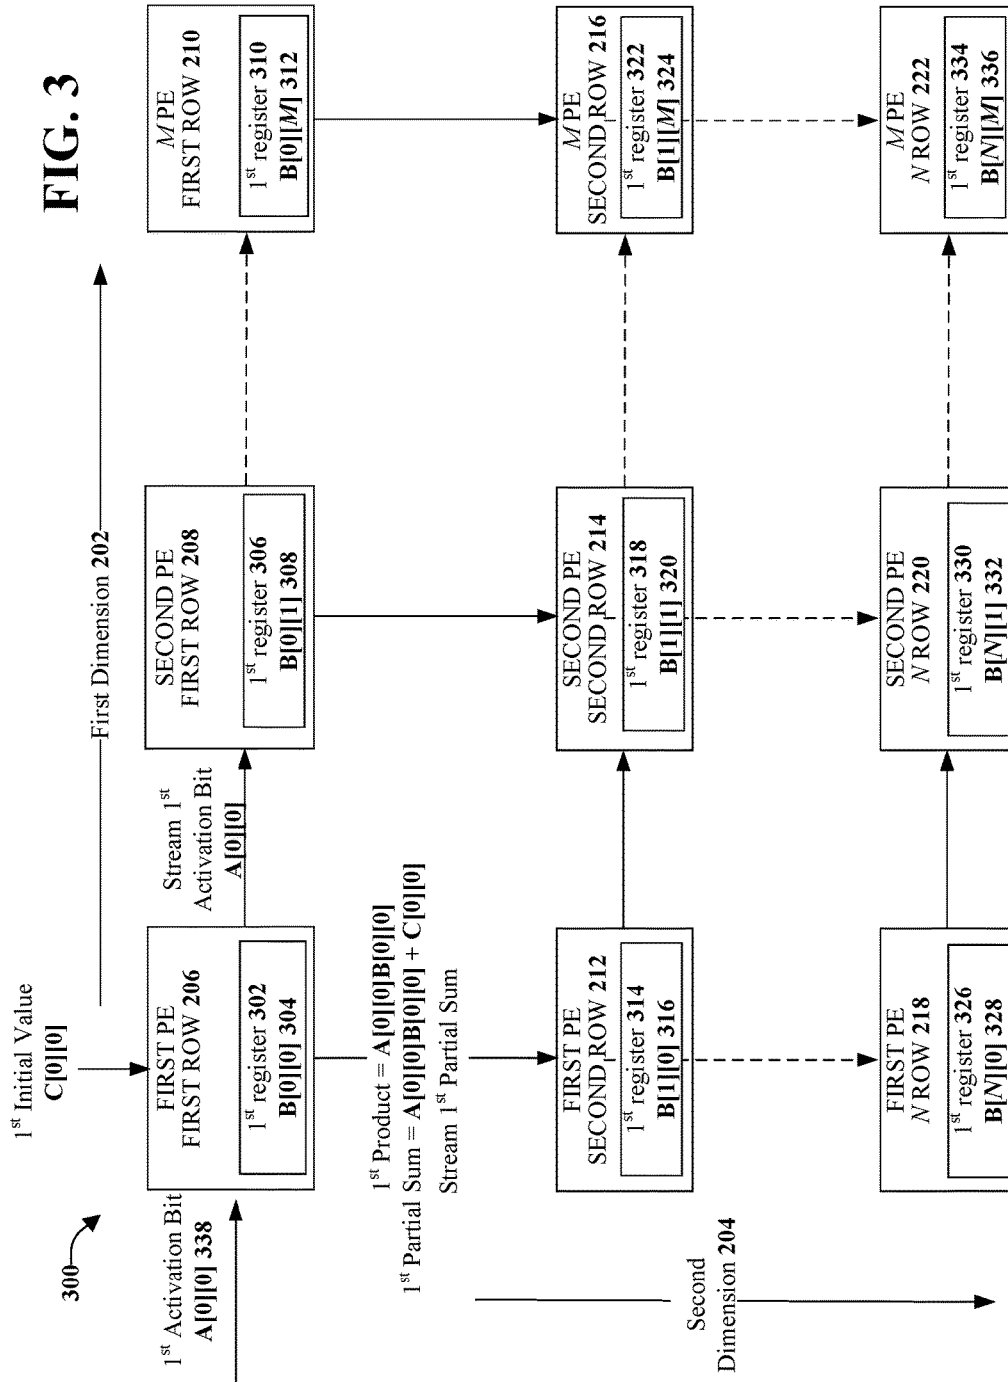 FIG. 3
300
1st Initial Value
C[0][0]
First Dimension 202
1st Activation Bit
A[0][0] 338
FIRST PE
FIRST ROW 206
1st register 302
B[0][0] 304
Stream 1st
Activation Bit
A[0][0]
SECOND PE
FIRST ROW 208
1st register 306
B[0][1] 308
M PE
FIRST ROW 210
1st register 310
B[0][M] 312
1st Product = A[0][0]B[0][0]
1st Partial Sum = A[0][0]B[0][0] + C[0][0]
Stream 1st Partial Sum
Second
Dimension 204
FIRST PE
SECOND ROW 212
1st register 314
B[1][0] 316
SECOND PE
SECOND ROW 214
1st register 318
B[1][1] 320
M PE
SECOND ROW 216
1st register 322
B[1][M] 324
FIRST PE
N ROW 218
1st register 326
B[N][0] 328
SECOND PE
N ROW 220
1st register 330
B[N][1] 332
M PE
N ROW 222
1st register 334
B[N][M] 336